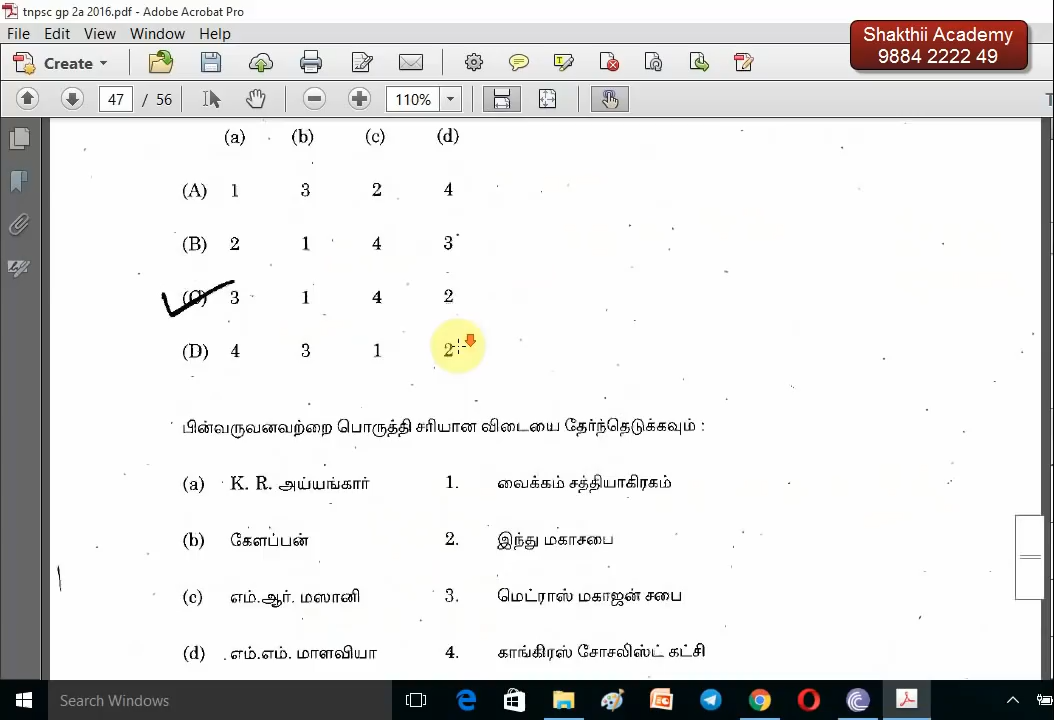 tnpsc gp 2a 2016.pdf - Adobe Acrobat Pro
File Edit View Window Help
Shakthii Academy
9884 2222 49
Create
47 / 56 110%
(a) (b) (c) (d)
(A) 1 3 2 4
(B) 2 1 4 3
(C) 3 1 4 2
(D) 4 3 1 2
பின்வருவனவற்றை பொருத்தி சரியான விடையை தேர்ந்தெடுக்கவும் :
(a) K. R. அய்யங்கார் 1. வைக்கம் சத்தியாகிரகம்
(b) கேளப்பன் 2. இந்து மகாசபை
(c) எம்.ஆர். மஸானி 3. மெட்ராஸ் மகாஜன் சபை
(d) எம்.எம். மாளவியா 4. காங்கிரஸ் சோசலிஸ்ட் கட்சி
Search Windows